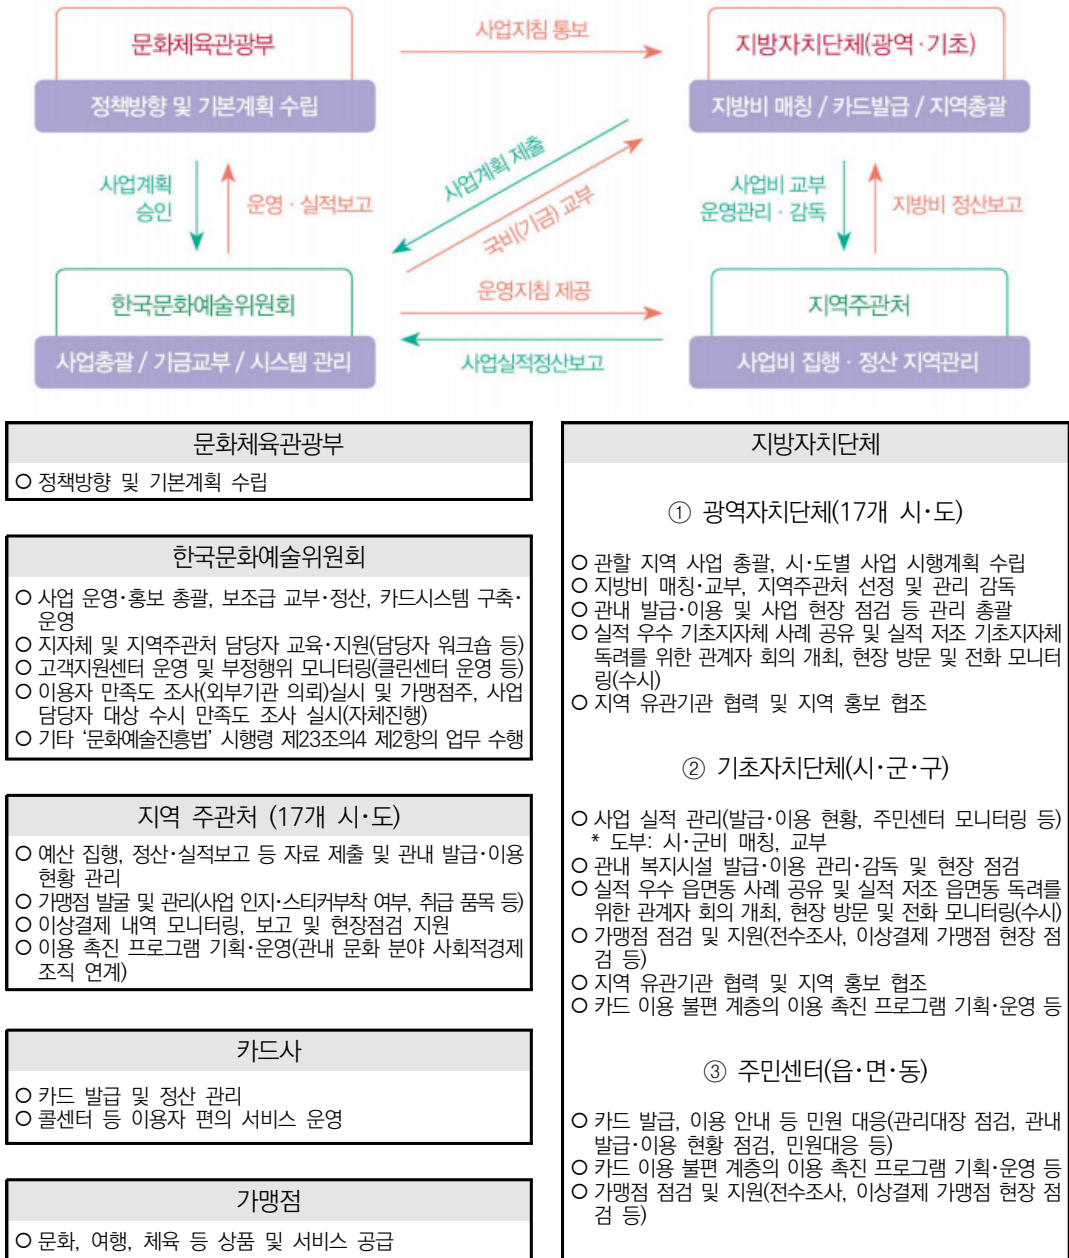 문화체육관광부
정책방향 및 기본계획 수립
사업지침 통보
지방자치단체(광역·기초)
지방비 매칭 / 카드발급 / 지역총괄
사업계획
승인
운영 · 실적보고
사업계획 제출
국비(기금) 교부
사업비 교부
운영관리 · 감독
지방비 정산보고
한국문화예술위원회
사업총괄 / 기금교부 / 시스템 관리
운영지침 제공
사업실적정산보고
지역주관처
사업비 집행 · 정산 지역관리
문화체육관광부
○ 정책방향 및 기본계획 수립
한국문화예술위원회
○ 사업 운영·홍보 총괄, 보조급 교부·정산, 카드시스템 구축·
운영
○ 지자체 및 지역주관처 담당자 교육·지원(담당자 워크숍 등)
○ 고객지원센터 운영 및 부정행위 모니터링(클린센터 운영 등)
○ 이용자 만족도 조사(외부기관 의뢰)실시 및 가맹점주, 사업
담당자 대상 수시 만족도 조사 실시(자체진행)
○ 기타 ‘문화예술진흥법’ 시행령 제23조의4 제2항의 업무 수행
지역 주관처 (17개 시·도)
○ 예산 집행, 정산·실적보고 등 자료 제출 및 관내 발급·이용
현황 관리
○ 가맹점 발굴 및 관리(사업 인지·스티커부착 여부, 취급 품목 등)
○ 이상결제 내역 모니터링, 보고 및 현장점검 지원
○ 이용 촉진 프로그램 기획·운영(관내 문화 분야 사회적경제
조직 연계)
카드사
○ 카드 발급 및 정산 관리
○ 콜센터 등 이용자 편의 서비스 운영
가맹점
○ 문화, 여행, 체육 등 상품 및 서비스 공급
지방자치단체
① 광역자치단체(17개 시·도)
○ 관할 지역 사업 총괄, 시·도별 사업 시행계획 수립
○ 지방비 매칭·교부, 지역주관처 선정 및 관리 감독
○ 관내 발급·이용 및 사업 현장 점검 등 관리 총괄
○ 실적 우수 기초지자체 사례 공유 및 실적 저조 기초지자체
독려를 위한 관계자 회의 개최, 현장 방문 및 전화 모니터
링(수시)
○ 지역 유관기관 협력 및 지역 홍보 협조
② 기초자치단체(시·군·구)
○ 사업 실적 관리(발급·이용 현황, 주민센터 모니터링 등)
* 도부: 시·군비 매칭, 교부
○ 관내 복지시설 발급·이용 관리·감독 및 현장 점검
○ 실적 우수 읍면동 사례 공유 및 실적 저조 읍면동 독려를
위한 관계자 회의 개최, 현장 방문 및 전화 모니터링(수시)
○ 가맹점 점검 및 지원(전수조사, 이상결제 가맹점 현장 점
검 등)
○ 지역 유관기관 협력 및 지역 홍보 협조
○ 카드 이용 불편 계층의 이용 촉진 프로그램 기획·운영 등
③ 주민센터(읍·면·동)
○ 카드 발급, 이용 안내 등 민원 대응(관리대장 점검, 관내
발급·이용 현황 점검, 민원대응 등)
○ 카드 이용 불편 계층의 이용 촉진 프로그램 기획·운영 등
○ 가맹점 점검 및 지원(전수조사, 이상결제 가맹점 현장 점
검 등)